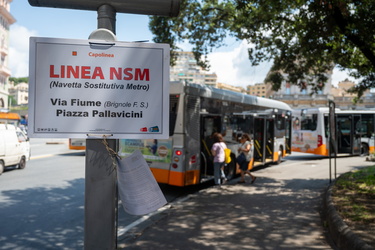 Capolinea
LINEA NSM
(Navetta Sostitutiva Metro)
Via Fiume (Brignole F. S.)
Piazza Pallavicini